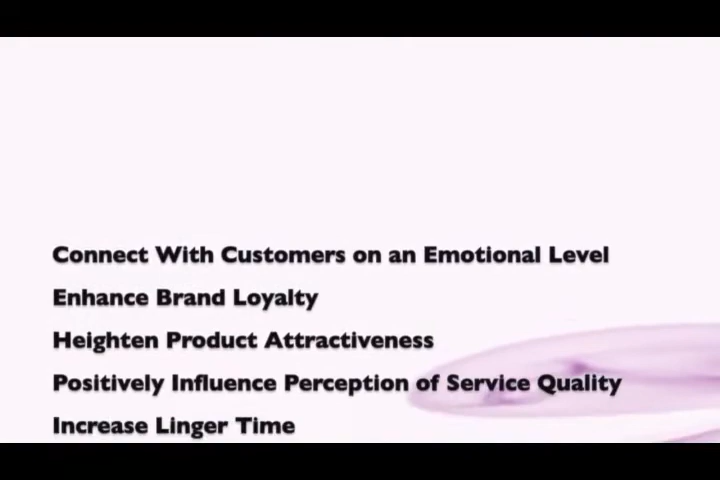 Connect With Customers on an Emotional Level
Enhance Brand Loyalty
Heighten Product Attractiveness
Positively Influence Perception of Service Quality
Increase Linger Time